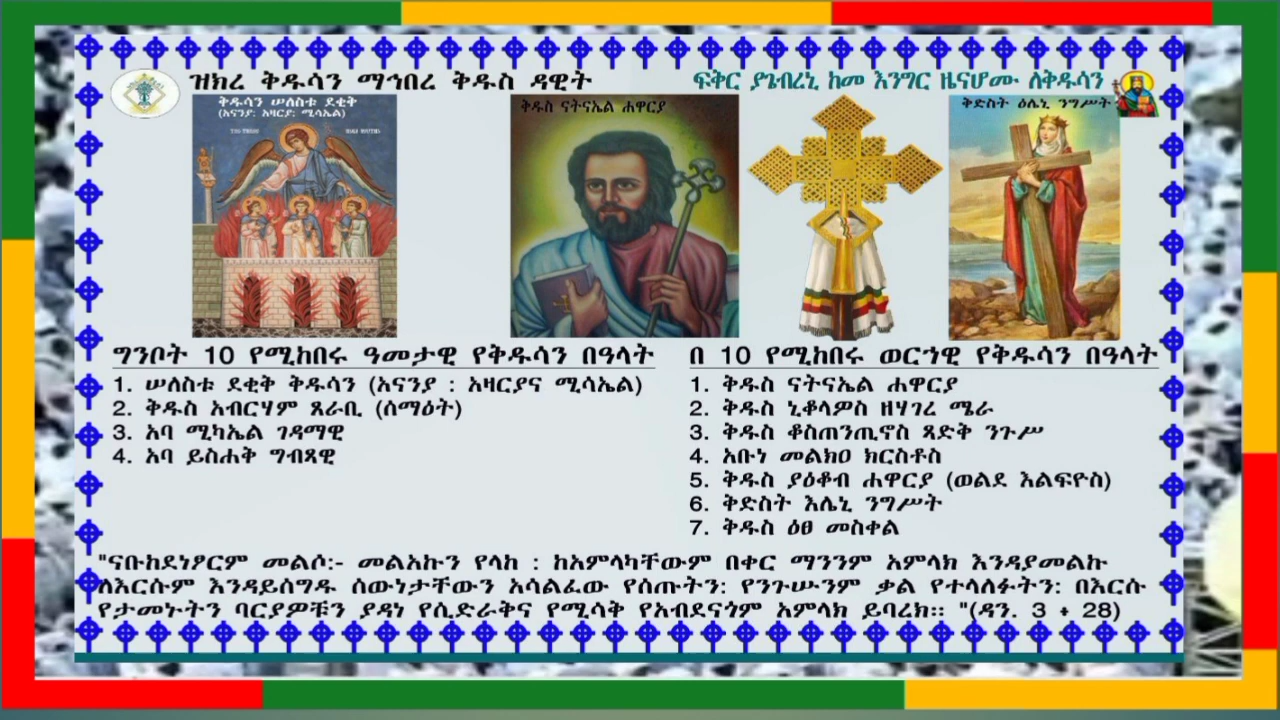 ዝክረ ቅዱሳን ማኅበረ ቅዱስ ዳዊት
ፍቅር ያጌብረኒ ከመ እንግር ዜናሆሙ ለቅዱሳን
ቅዱሳን ሠለስቱ ደቂቅ
(አናንያ: አዛርያ: ሚሳኤል)
ቅዱስ ናትናኤል ሐዋርያ
ቅድስት ዕሌኒ ንግሥት
ግንቦት 10 የሚከበሩ ዓመታዊ የቅዱሳን በዓላት
1. ሠለስቱ ደቂቅ ቅዱሳን (አናንያ : አዛርያና ሚሳኤል)
2. ቅዱስ አብርሃም ጸራቢ (ሰማዕት)
3. አባ ሚካኤል ገዳማዊ
4. አባ ይስሐቅ ግብጻዊ
በ 10 የሚከበሩ ወርኀዊ የቅዱሳን በዓላት
1. ቅዱስ ናትናኤል ሐዋርያ
2. ቅዱስ ኒቆላዎስ ዘሃገረ ሜራ
3. ቅዱስ ቆስጠንጢኖስ ጻድቅ ንጉሥ
4. አቡነ መልክዐ ክርስቶስ
5. ቅዱስ ያዕቆብ ሐዋርያ (ወልደ እልፍዮስ)
6. ቅድስት እሌኒ ንግሥት
7. ቅዱስ ዕፀ መስቀል
"ናቡከደነፆርም መልሶ:- መልአኩን የላከ : ከአምላካቸውም በቀር ማንንም አምላክ እንዳያመልኩ
ለእርሱም እንዳይሰግዱ ሰውነታቸውን አሳልፈው የሰጡትን: የንጉሡንም ቃል የተላለፉትን: በእርሱ
የታመኑትን ባርያዎቹን ያዳነ የሲድራቅና የሚሳቅ የአብደናጎም አምላክ ይባረክ። "(ዳን. 3 ፥ 28)